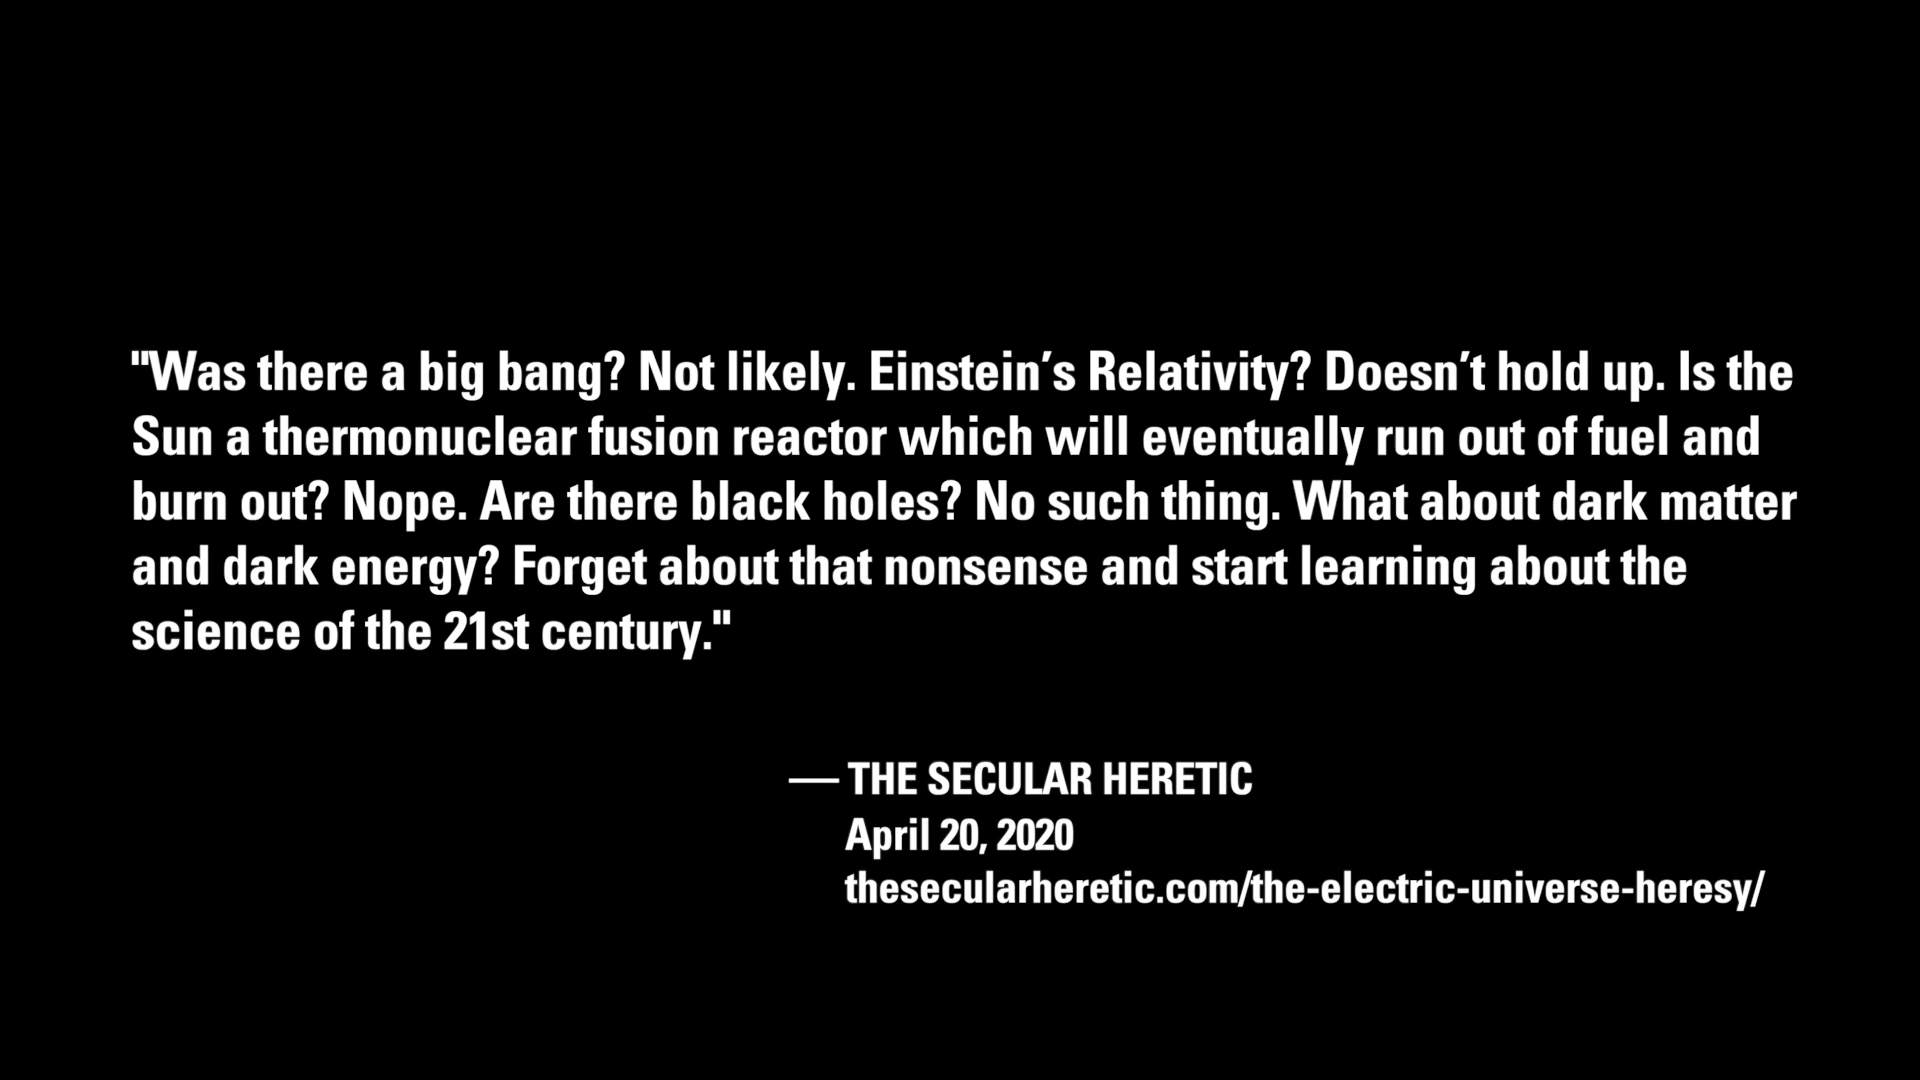 "Was there a big bang? Not likely. Einstein’s Relativity? Doesn’t hold up. Is the
Sun a thermonuclear fusion reactor which will eventually run out of fuel and
burn out? Nope. Are there black holes? No such thing. What about dark matter
and dark energy? Forget about that nonsense and start learning about the
science of the 21st century."
— THE SECULAR HERETIC
April 20, 2020
thesecularheretic.com/the-electric-universe-heresy/